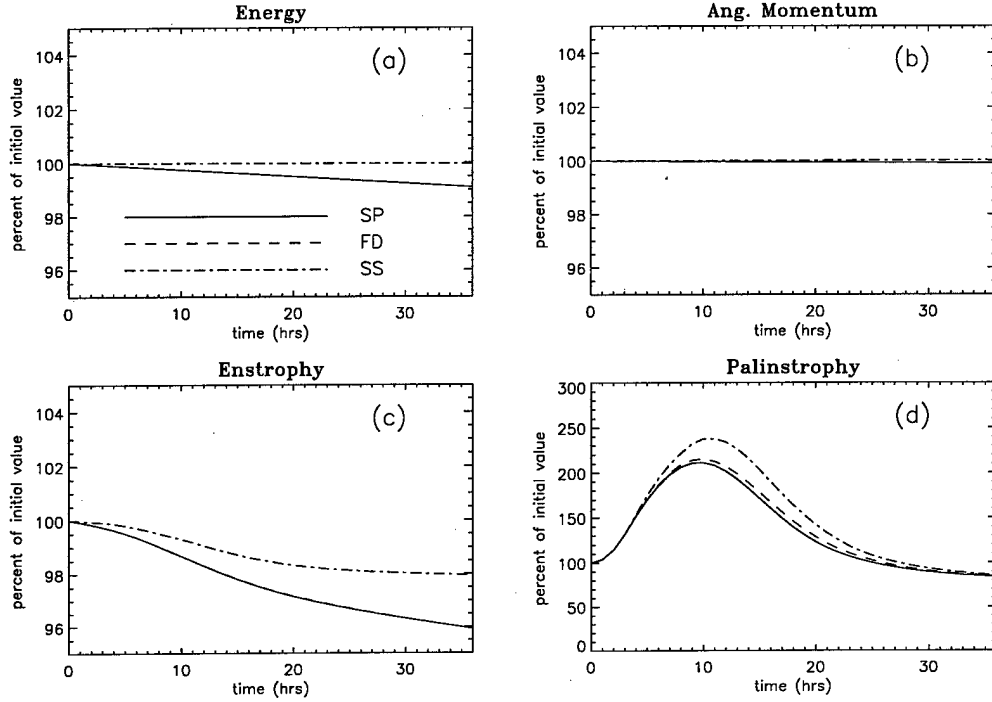 Energy
(a)
104
102
100
98
96
percent of initial value
SP
FD
SS
0
10
20
30
time (hrs)
Ang. Momentum
(b)
104
102
100
98
96
percent of initial value
0
10
20
30
time (hrs)
Enstrophy
(c)
104
102
100
98
96
percent of initial value
0
10
20
30
time (hrs)
Palinstrophy
(d)
300
250
200
150
100
50
0
percent of initial value
0
10
20
30
time (hrs)